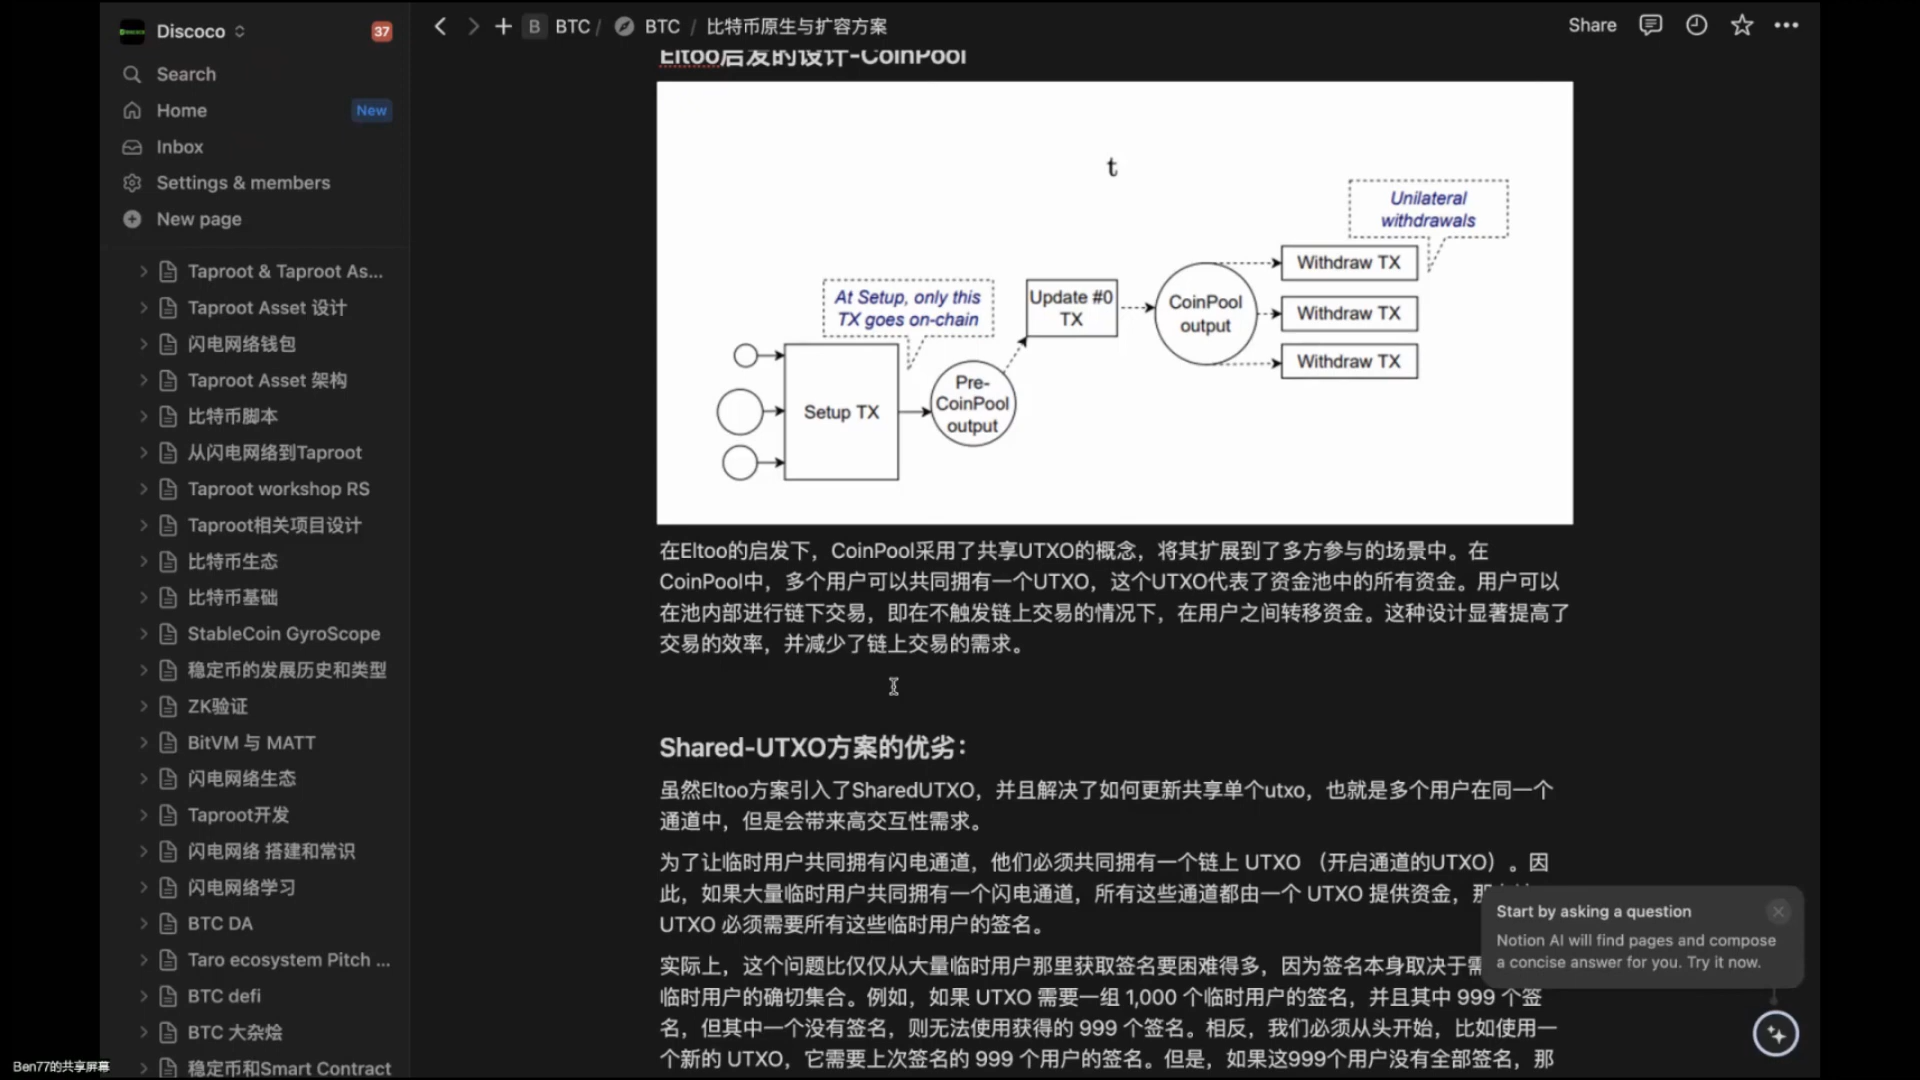 Discoco
37
Search
Home
New
Inbox
Settings & members
New page
Taproot & Taproot As...
Taproot Asset 设计
闪电网络钱包
Taproot Asset 架构
比特币脚本
从闪电网络到Taproot
Taproot workshop RS
Taproot相关项目设计
比特币生态
比特币基础
StableCoin GyroScope
稳定币的发展历史和类型
ZK验证
BitVM 与 MATT
闪电网络生态
Taproot开发
闪电网络 搭建和常识
闪电网络学习
BTC DA
Taro ecosystem Pitch ...
BTC defi
BTC 大杂烩
稳定币和Smart Contract
Ben77的共享屏幕
B BTC / BTC / 比特币原生与扩容方案
Share
Eltoo启发的设计-CoinPool
t
Unilateral
withdrawals
At Setup, only this
TX goes on-chain
Update #0
TX
CoinPool
output
Withdraw TX
Withdraw TX
Withdraw TX
Setup TX
Pre-
CoinPool
output
在Eltoo的启发下，CoinPool采用了共享UTXO的概念，将其扩展到了多方参与的场景中。在
CoinPool中，多个用户可以共同拥有一个UTXO，这个UTXO代表了资金池中的所有资金。用户可以
在池内部进行链下交易，即在不触发链上交易的情况下，在用户之间转移资金。这种设计显著提高了
交易的效率，并减少了链上交易的需求。
Shared-UTXO方案的优劣：
虽然Eltoo方案引入了SharedUTXO，并且解决了如何更新共享单个utxo，也就是多个用户在同一个
通道中，但是会带来高交互性需求。
为了让临时用户共同拥有闪电通道，他们必须共同拥有一个链上 UTXO （开启通道的UTXO）。因
此，如果大量临时用户共同拥有一个闪电通道，所有这些通道都由一个 UTXO 提供资金，
UTXO 必须需要所有这些临时用户的签名。
实际上，这个问题比仅仅从大量临时用户那里获取签名要困难得多，因为签名本身取决于需
临时用户的确切集合。例如，如果 UTXO 需要一组 1,000 个临时用户的签名，并且其中 999 个签
名，但其中一个没有签名，则无法使用获得的 999 个签名。相反，我们必须从头开始，比如使用一
个新的 UTXO，它需要上次签名的 999 个用户的签名。但是，如果这999个用户没有全部签名，那
Start by asking a question
Notion AI will find pages and compose
a concise answer for you. Try it now.